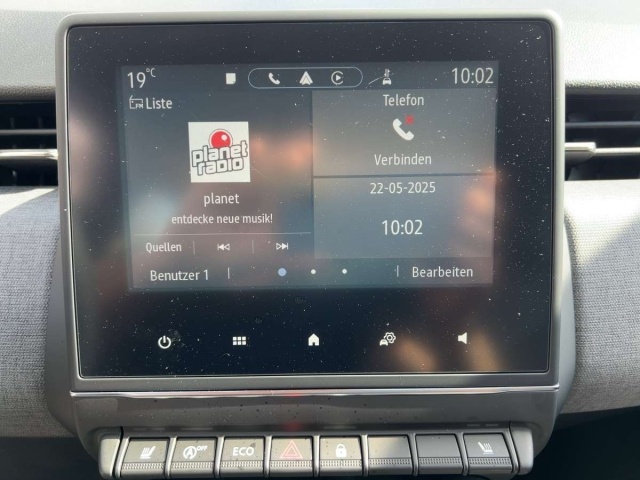 19°C
10:02
Liste
Telefon
planet radio
Verbinden
planet
entdecke neue musik!
22-05-2025
10:02
Quellen
Benutzer 1
Bearbeiten
OFF
ECO